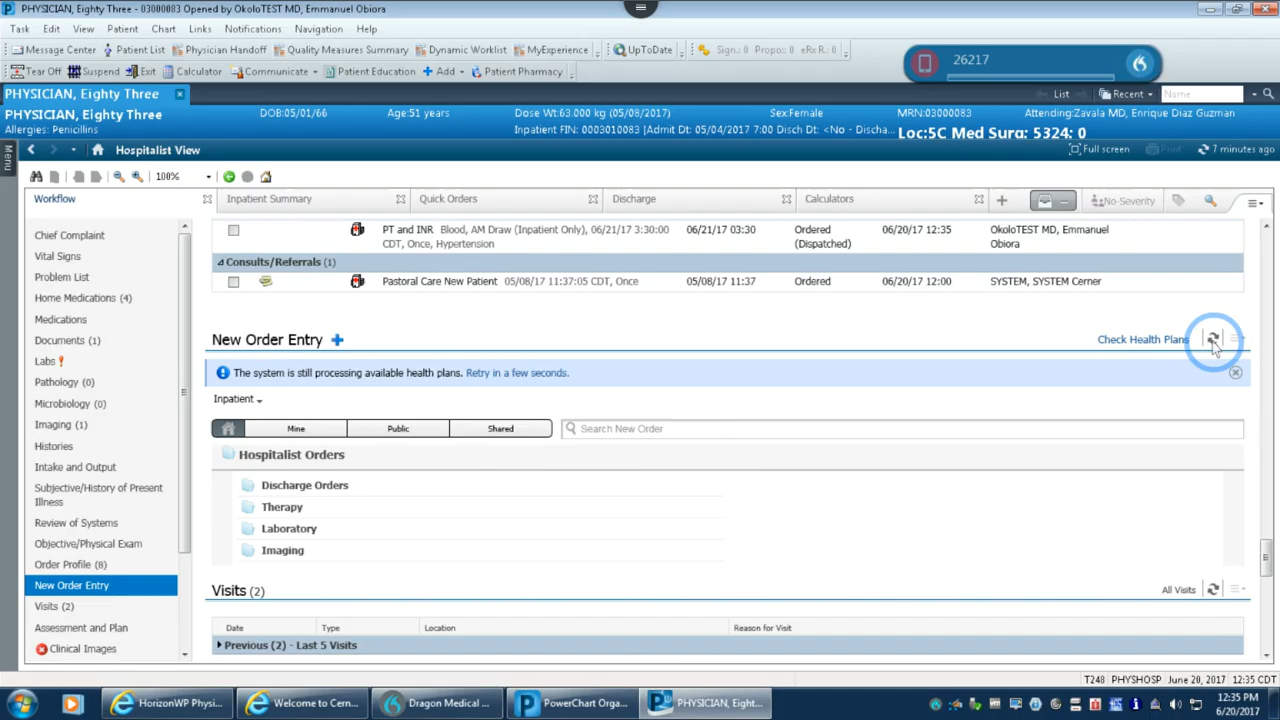 PHYSICIAN, Eighty Three - 03000083 Opened by OkoloTEST MD, Emmanuel Obiora
Task Edit View Patient Chart Links Notifications Navigation Help
Message Center Patient List Physician Handoff Quality Measures Summary Dynamic Worklist MyExperience UpToDate Sign.: 0 Propo.: 0 eRx R.: 0
26217
Tear Off Suspend Exit Calculator Communicate Patient Education Add Patient Pharmacy
PHYSICIAN, Eighty Three List Recent Name
PHYSICIAN, Eighty Three DOB:05/01/66 Age:51 years Dose Wt:63.000 kg (05/08/2017) Sex:Female MRN:03000083 Attending:Zavala MD, Enrique Diaz Guzman
Allergies: Penicillins Inpatient FIN: 0003010083 [Admit Dt: 05/04/2017 7:00 Disch Dt: <No - Discha... Loc:5C Med Surg: 5324: 0
Menu
Hospitalist View Full screen Print 7 minutes ago
100%
Workflow Inpatient Summary Quick Orders Discharge Calculators No-Severity
Chief Complaint
Vital Signs
Problem List
Home Medications (4)
Medications
Documents (1)
Labs
Pathology (0)
Microbiology (0)
Imaging (1)
Histories
Intake and Output
Subjective/History of Present
Illness
Review of Systems
Objective/Physical Exam
Order Profile (8)
New Order Entry
Visits (2)
Assessment and Plan
Clinical Images
PT and INR Blood, AM Draw (Inpatient Only), 06/21/17 3:30:00 06/21/17 03:30 Ordered 06/20/17 12:35 OkoloTEST MD, Emmanuel
CDT, Once, Hypertension (Dispatched) Obiora
Consults/Referrals (1)
Pastoral Care New Patient 05/08/17 11:37:05 CDT, Once 05/08/17 11:37 Ordered 06/20/17 12:00 SYSTEM, SYSTEM Cerner
New Order Entry Check Health Plans
The system is still processing available health plans. Retry in a few seconds.
Inpatient
Mine Public Shared Search New Order
Hospitalist Orders
Discharge Orders
Therapy
Laboratory
Imaging
Visits (2) All Visits
Date Type Location Reason for Visit
Previous (2) - Last 5 Visits
T248 PHYSHOSP June 20, 2017 12:35 CDT
HorizonWP Physi... Welcome to Cern... Dragon Medical ... PowerChart Orga... PHYSICIAN, Eight...
12:35 PM
6/20/2017